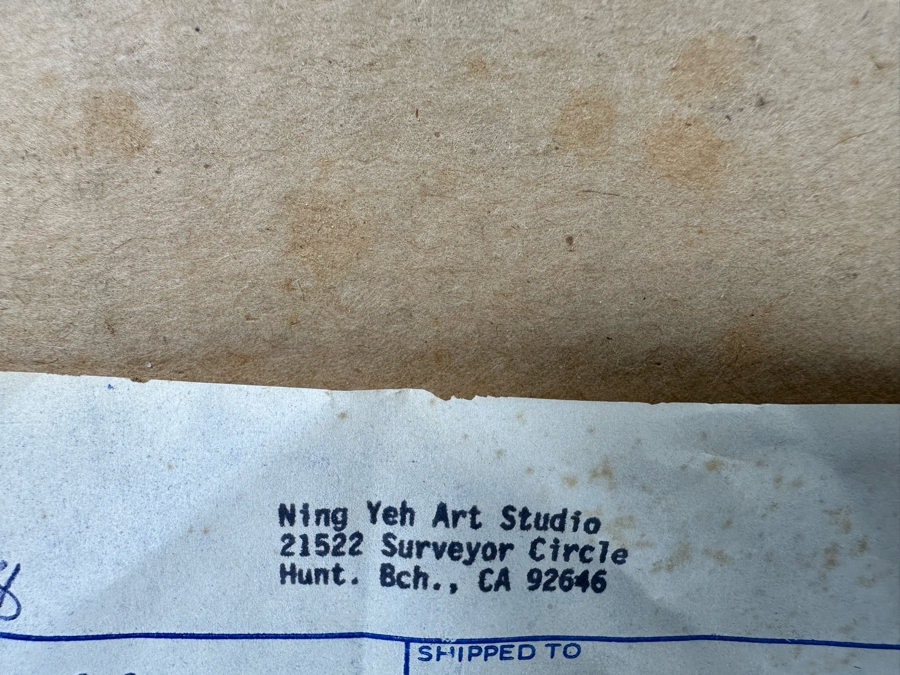 Ning Yeh Art Studio
21522 Surveyor Circle
Hunt. Bch., CA 92646
SHIPPED TO